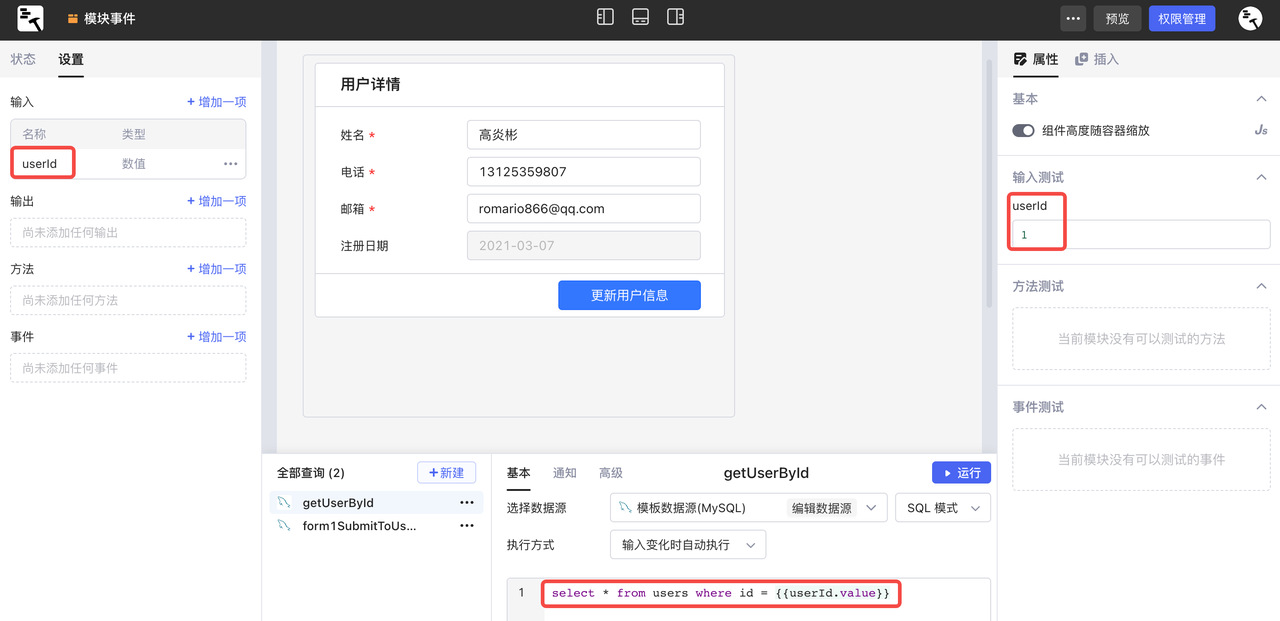 模块事件
预览
权限管理
状态
设置
输入
+ 增加一项
名称
类型
userId
数值
输出
+ 增加一项
尚未添加任何输出
方法
+ 增加一项
尚未添加任何方法
事件
+ 增加一项
尚未添加任何事件
用户详情
姓名 *
高炎彬
电话 *
13125359807
邮箱 *
romario866@qq.com
注册日期
2021-03-07
更新用户信息
全部查询 (2)
+ 新建
getUserById
form1SubmitToUs...
基本
通知
高级
getUserById
运行
选择数据源
模板数据源(MySQL)
编辑数据源
SQL 模式
执行方式
输入变化时自动执行
1
select * from users where id = {{userId.value}}
属性
插入
基本
组件高度随容器缩放
Js
输入测试
userId
1
方法测试
当前模块没有可以测试的方法
事件测试
当前模块没有可以测试的事件